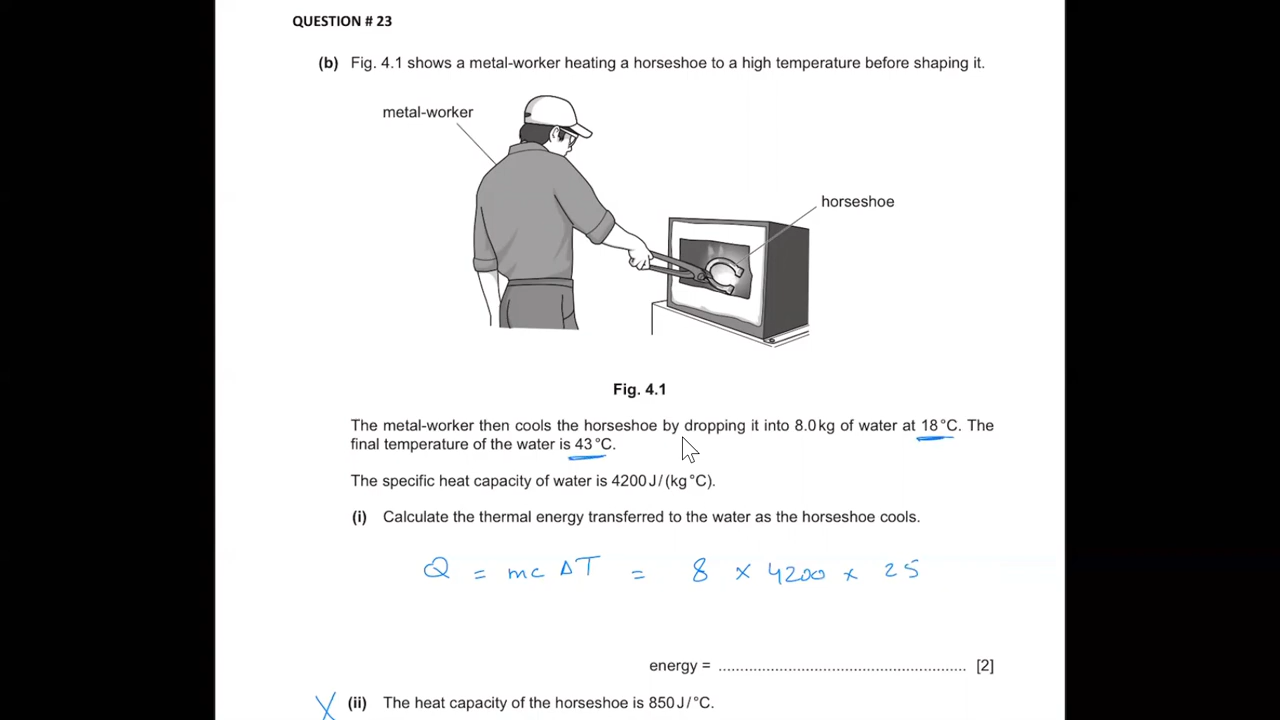 QUESTION # 23
(b) Fig. 4.1 shows a metal-worker heating a horseshoe to a high temperature before shaping it.
metal-worker
horseshoe
Fig. 4.1
The metal-worker then cools the horseshoe by dropping it into 8.0 kg of water at 18 °C. The
final temperature of the water is 43 °C.
The specific heat capacity of water is 4200 J/(kg °C).
(i) Calculate the thermal energy transferred to the water as the horseshoe cools.
Q = mc ΔT = 8 × 4200 × 25
energy = ........................................................ [2]
X (ii) The heat capacity of the horseshoe is 850 J/°C.